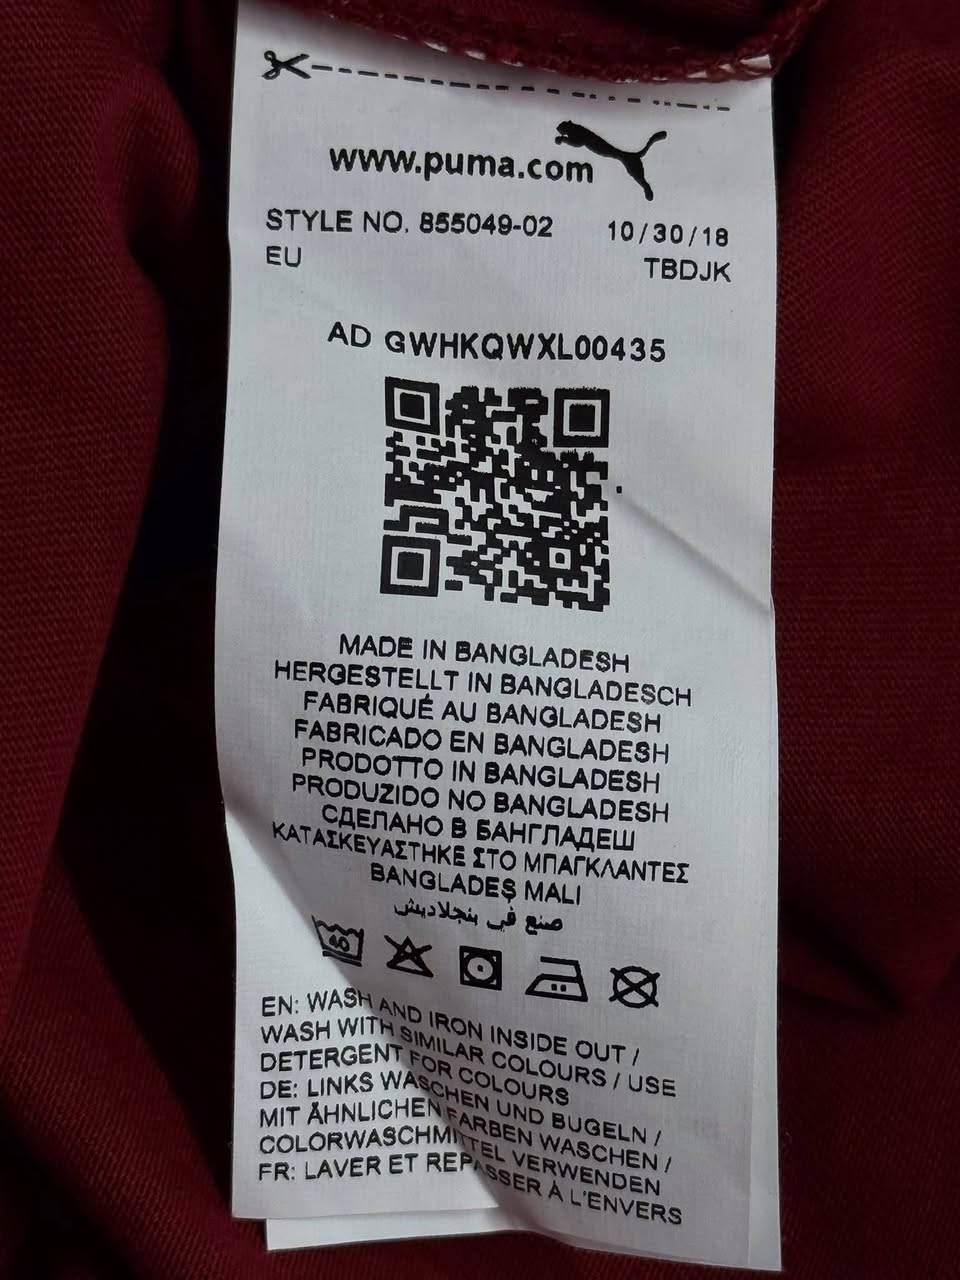 www.puma.com
STYLE NO. 855049-02 10/30/18
EU TBDJK
AD GWHKQWXL00435
MADE IN BANGLADESH
HERGESTELLT IN BANGLADESCH
FABRIQUÉ AU BANGLADESH
FABRICADO EN BANGLADESH
PRODOTTO IN BANGLADESH
PRODUZIDO NO BANGLADESH
СДЕЛАНО В БАНГЛАДЕШ
ΚΑΤΑΣΚΕΥΑΣΤΗΚΕ ΣΤΟ ΜΠΑΓΚΛΑΝΤΕΣ
BANGLADEŞ MALI
صنع في بنجلاديش
40
EN: WASH AND IRON INSIDE OUT /
WASH WITH SIMILAR COLOURS / USE
DETERGENT FOR COLOURS
DE: LINKS WASCHEN UND BUGELN /
MIT ÄHNLICHEN FARBEN WASCHEN /
COLORWASCHMITTEL VERWENDEN
FR: LAVER ET REPASSER À L'ENVERS